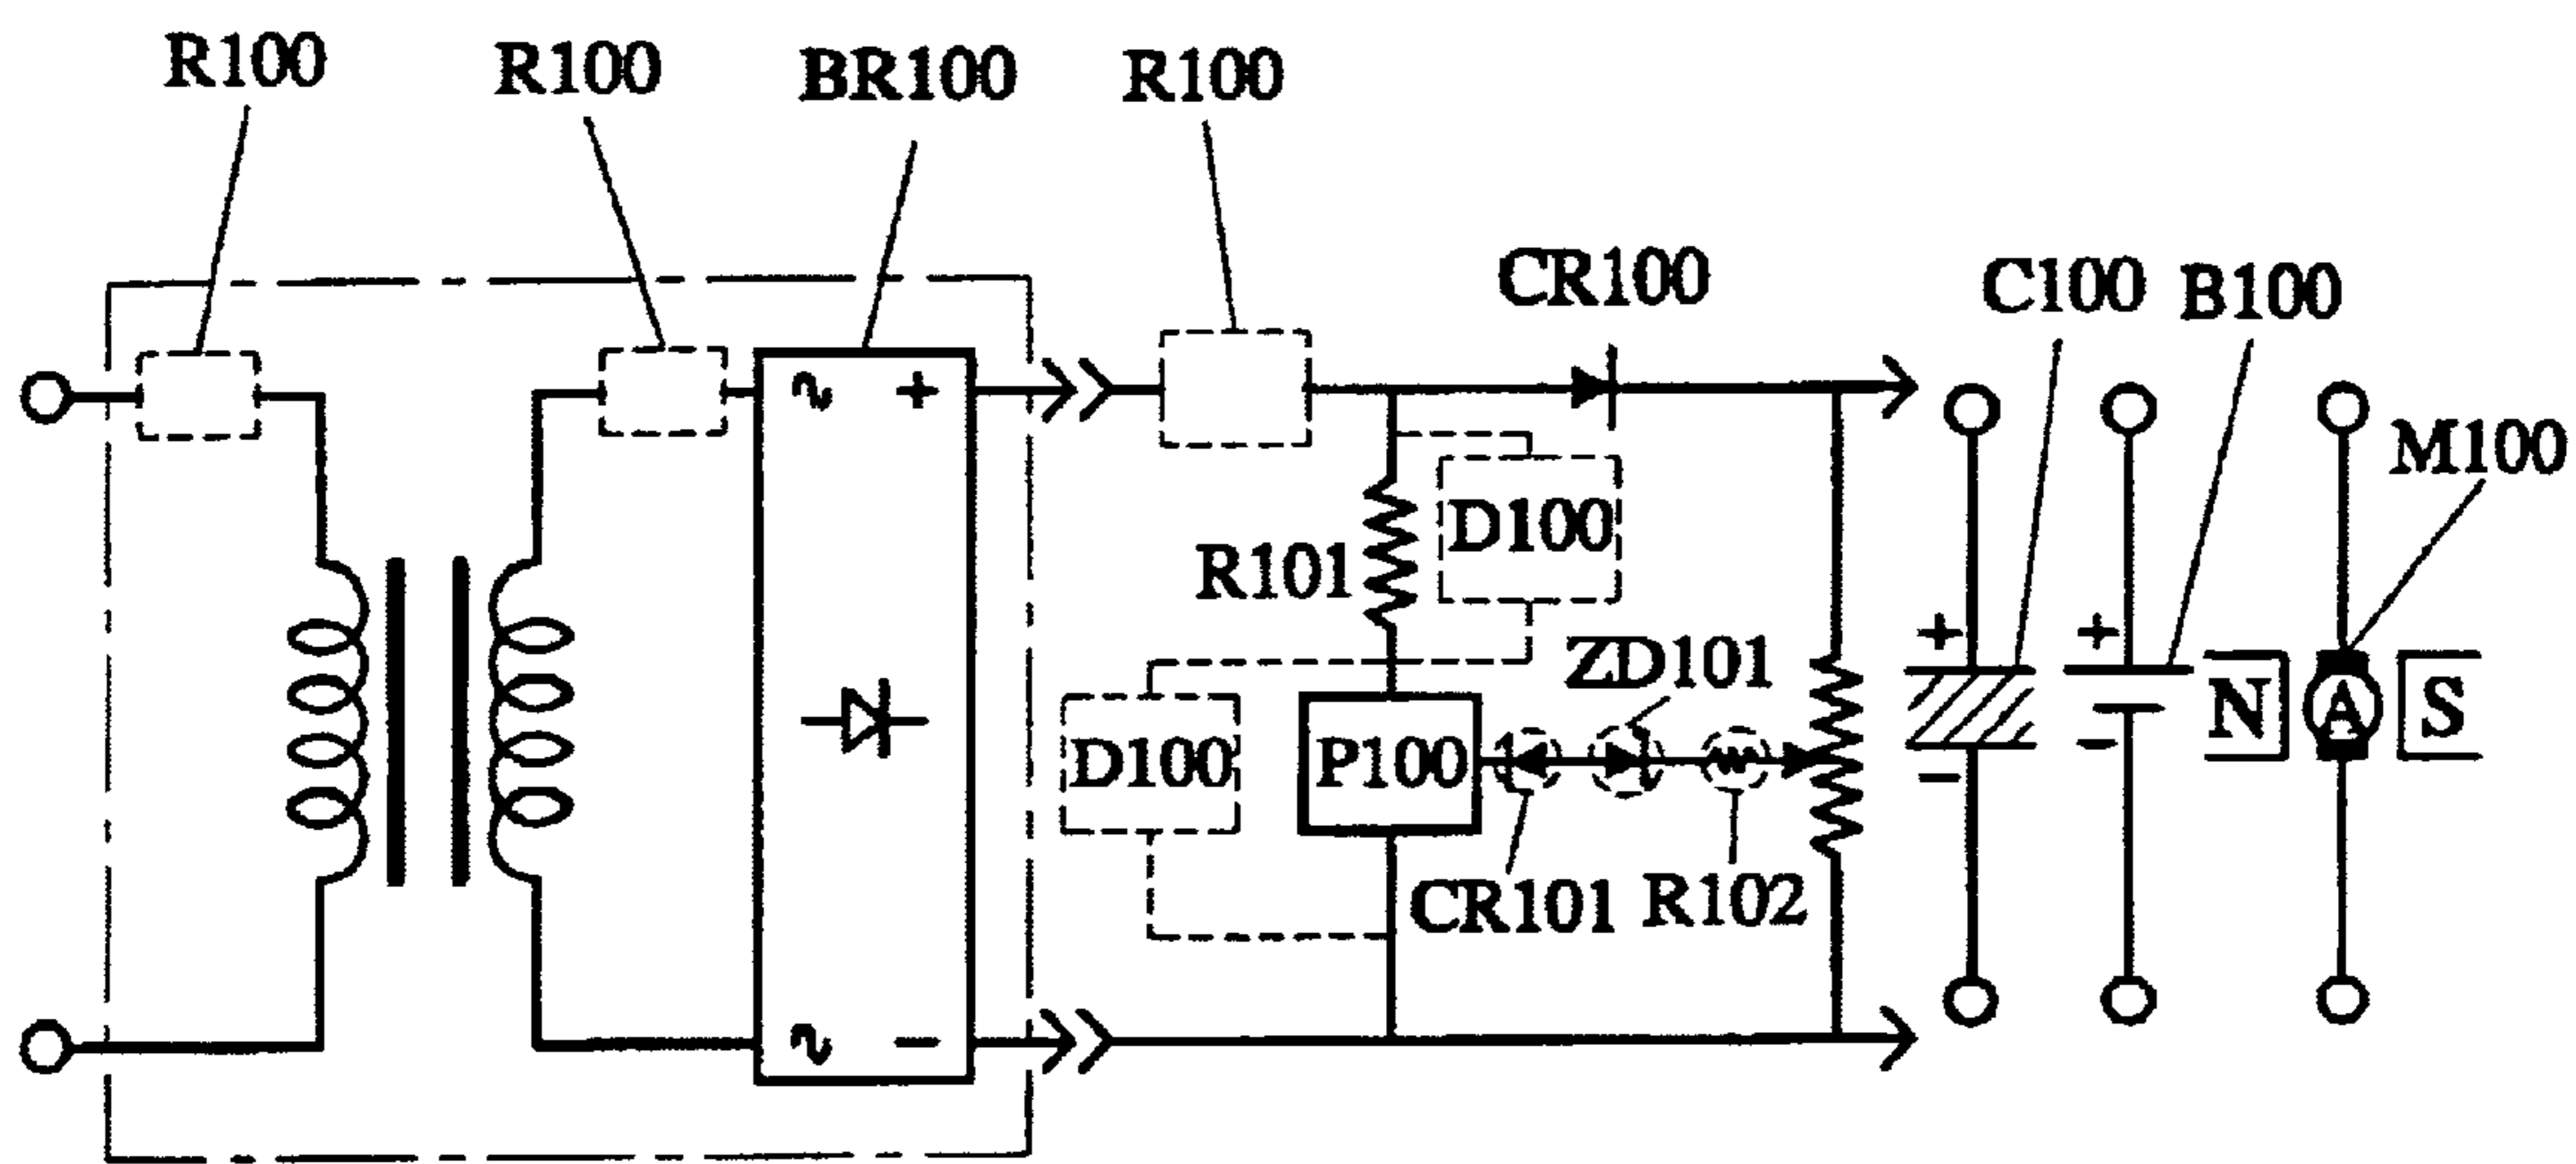 R100 R100 BR100 R100
CR100 C100 B100
M100
D100
R101
ZD101
+ +
N A S
D100 P100
- -
CR101 R102
+ -